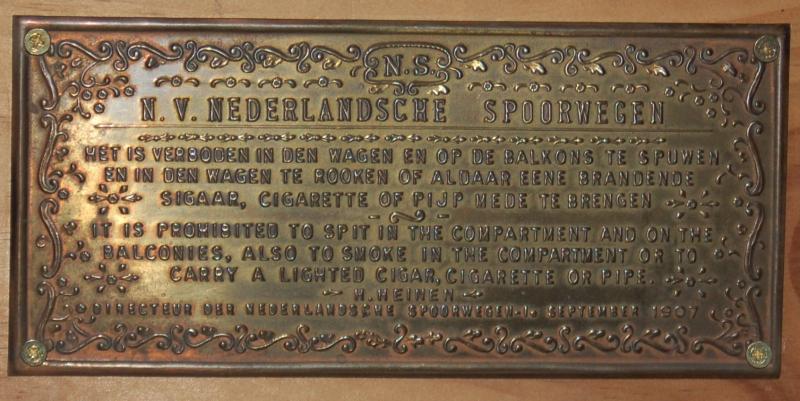 N.S.
N.V. NEDERLANDSCHE SPOORWEGEN
HET IS VERBODEN IN DEN WAGEN EN OP DE BALKONS TE SPUWEN
EN IN DEN WAGEN TE ROOKEN OF ALDAAR EENE BRANDENDE
SIGAAR, CIGARETTE OF PIJP MEDE TE BRENGEN
IT IS PROHIBITED TO SPIT IN THE COMPARTMENT AND ON THE
BALCONIES, ALSO TO SMOKE IN THE COMPARTMENT OR TO
CARRY A LIGHTED CIGAR, CIGARETTE OR PIPE.
H. HEINEN
DIRECTEUR DER NEDERLANDSCHE SPOORWEGEN-1. SEPTEMBER 1907